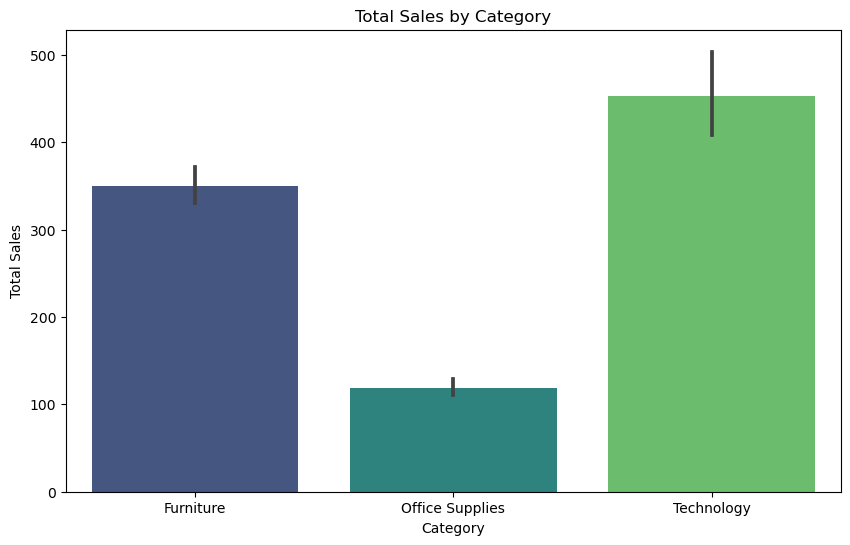 Total Sales by Category
Total Sales
500
400
300
200
100
0
Furniture
Office Supplies
Technology
Category